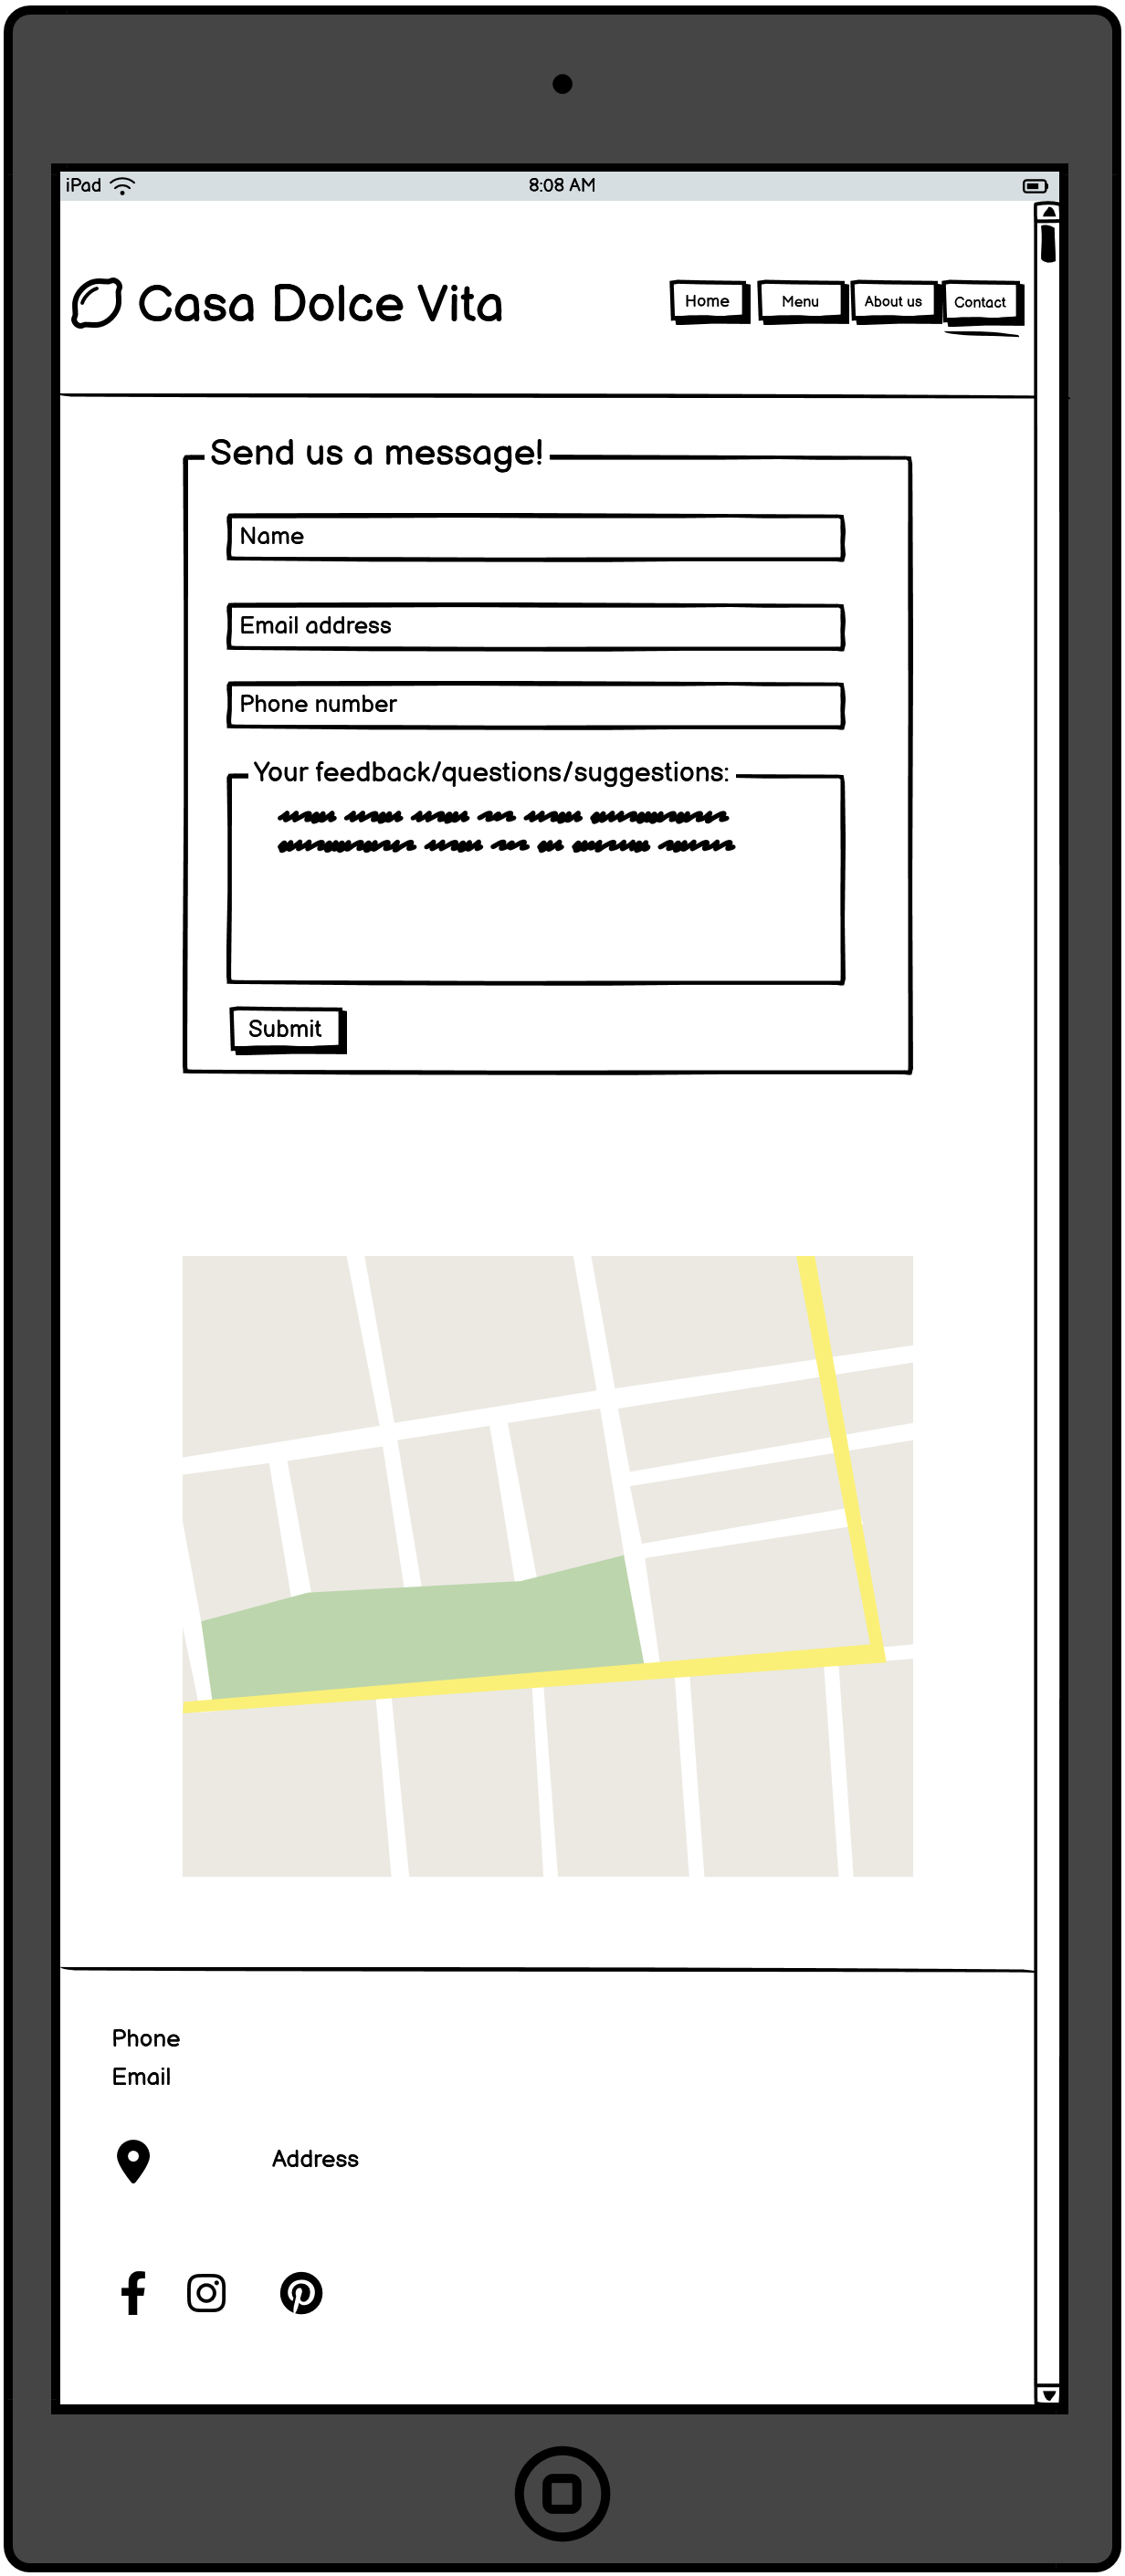 iPad 8:08 AM
Casa Dolce Vita Home Menu About us Contact
Send us a message!
Name
Email address
Phone number
Your feedback/questions/suggestions:
Submit
Phone
Email
Address